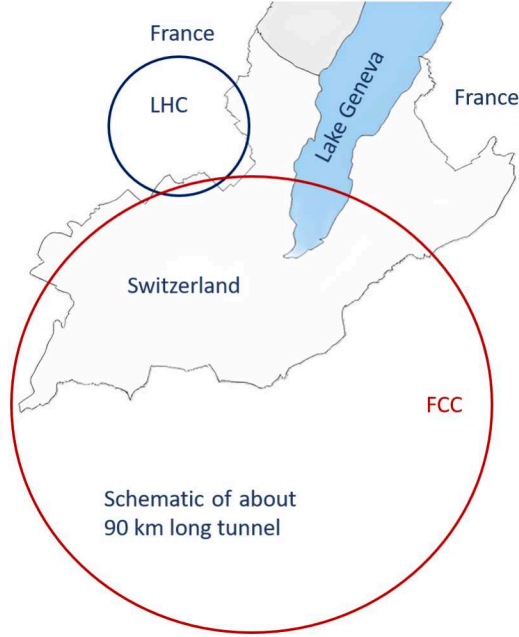 France
LHC
Lake Geneva
France
Switzerland
FCC
Schematic of about
90 km long tunnel